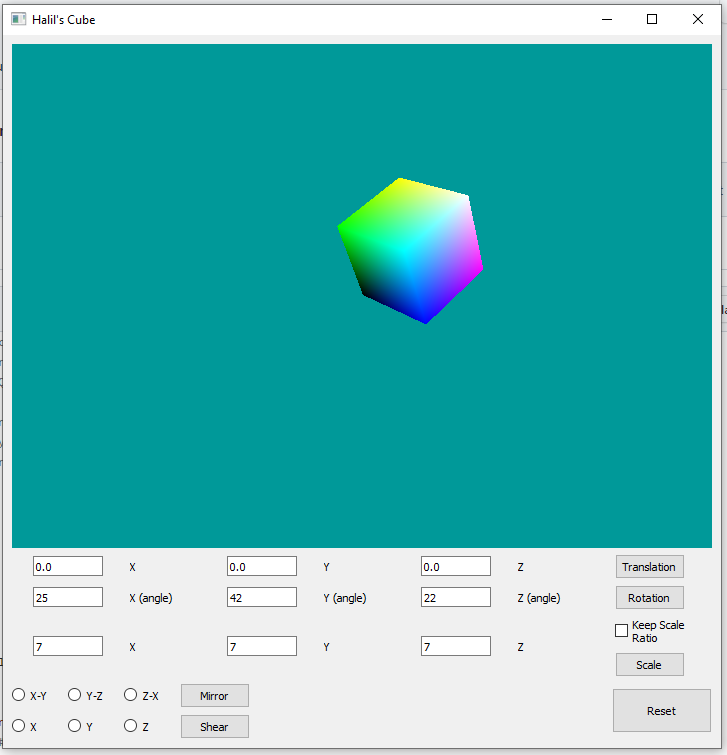 Halil's Cube
0.0 X 0.0 Y 0.0 Z Translation
25 X (angle) 42 Y (angle) 22 Z (angle) Rotation
Keep Scale
Ratio
7 X 7 Y 7 Z
Scale
X-Y Y-Z Z-X Mirror
Reset
X Y Z Shear